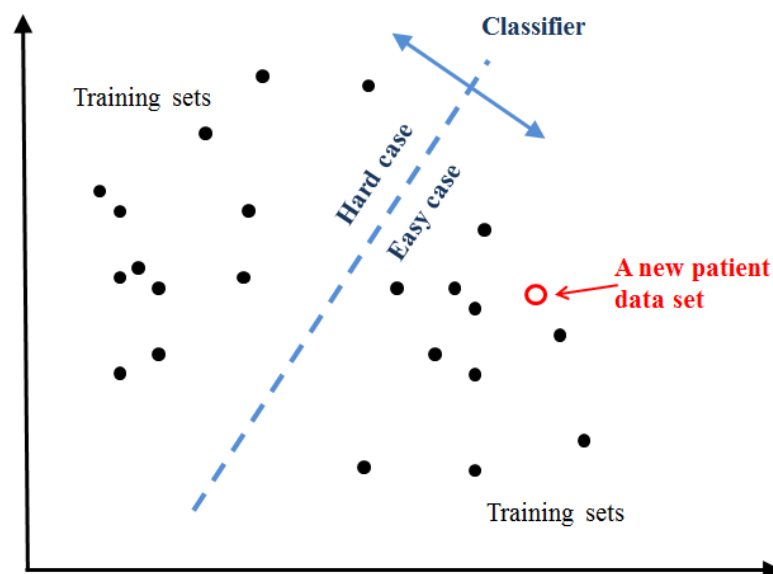 Classifier
Training sets
Hard case
Easy case
A new patient
data set
Training sets